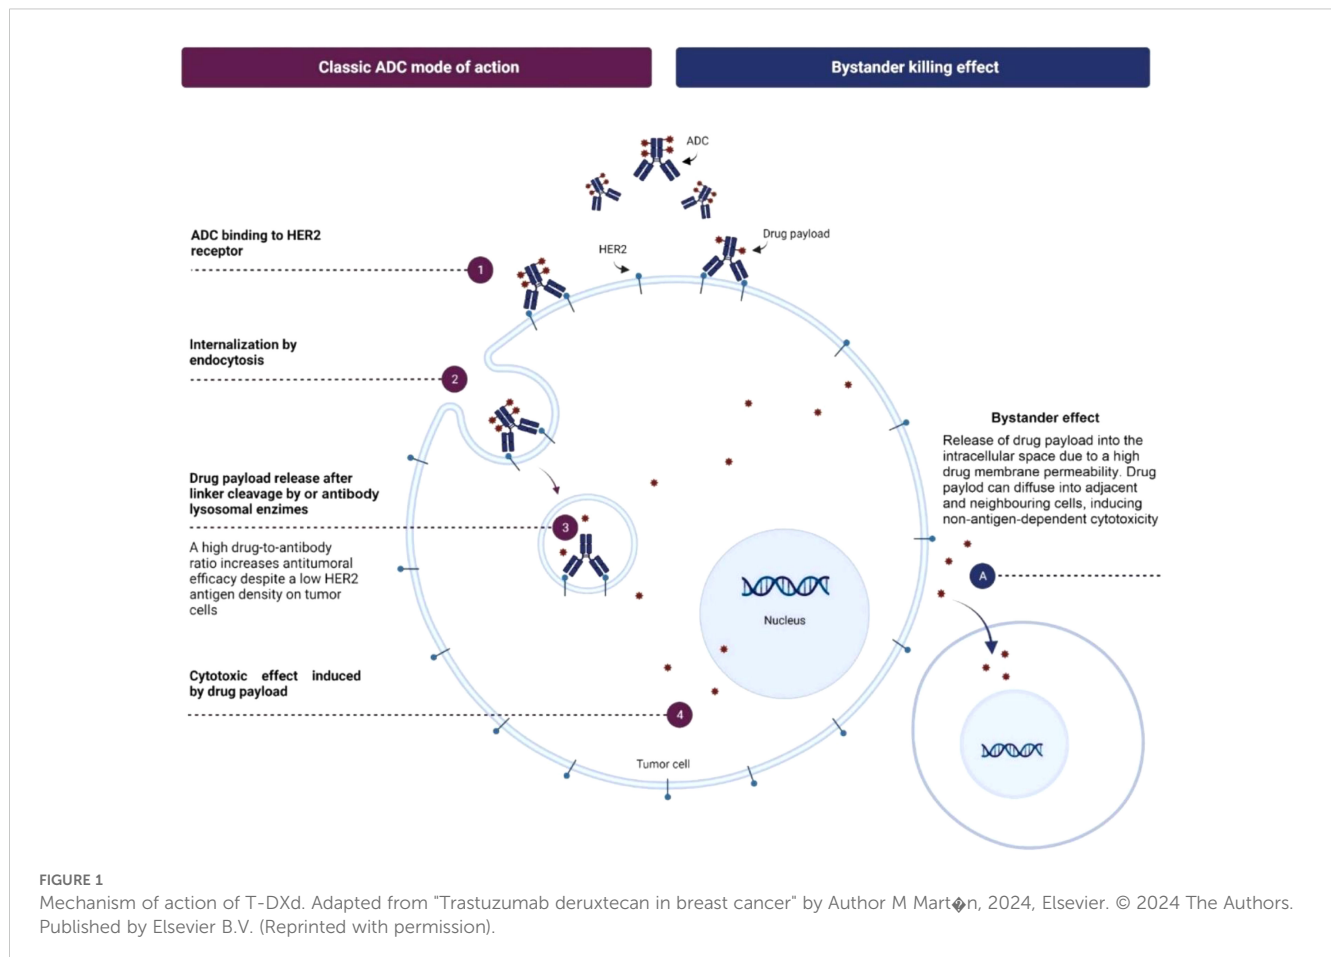 Classic ADC mode of action
Bystander killing effect
ADC
Drug payload
HER2
ADC binding to HER2
receptor
1
Internalization by
endocytosis
2
Drug payload release after
linker cleavage by or antibody
lysosomal enzimes
3
A high drug-to-antibody
ratio increases antitumoral
efficacy despite a low HER2
antigen density on tumor
cells
Cytotoxic effect induced
by drug payload
4
Nucleus
Tumor cell
Bystander effect
Release of drug payload into the
intracellular space due to a high
drug membrane permeability. Drug
paylod can diffuse into adjacent
and neighbouring cells, inducing
non-antigen-dependent cytotoxicity
A
FIGURE 1
Mechanism of action of T-DXd. Adapted from "Trastuzumab deruxtecan in breast cancer" by Author M Mart�n, 2024, Elsevier. © 2024 The Authors.
Published by Elsevier B.V. (Reprinted with permission).